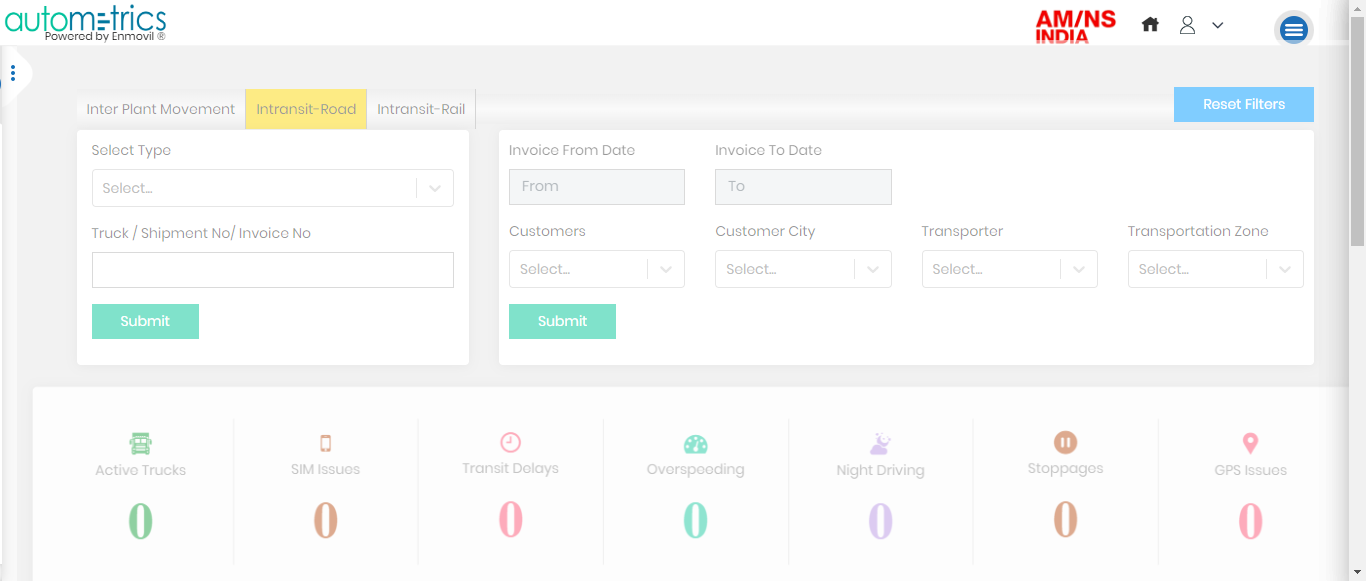 autometrics
Powered by Enmovil ®
AM/NS
INDIA
Inter Plant Movement
Intransit-Road
Intransit-Rail
Reset Filters
Select Type
Select...
Truck / Shipment No/ Invoice No
Submit
Invoice From Date
Invoice To Date
From
To
Customers
Customer City
Transporter
Transportation Zone
Select...
Select...
Select...
Select...
Submit
Active Trucks
SIM Issues
Transit Delays
Overspeeding
Night Driving
Stoppages
GPS Issues
0
0
0
0
0
0
0